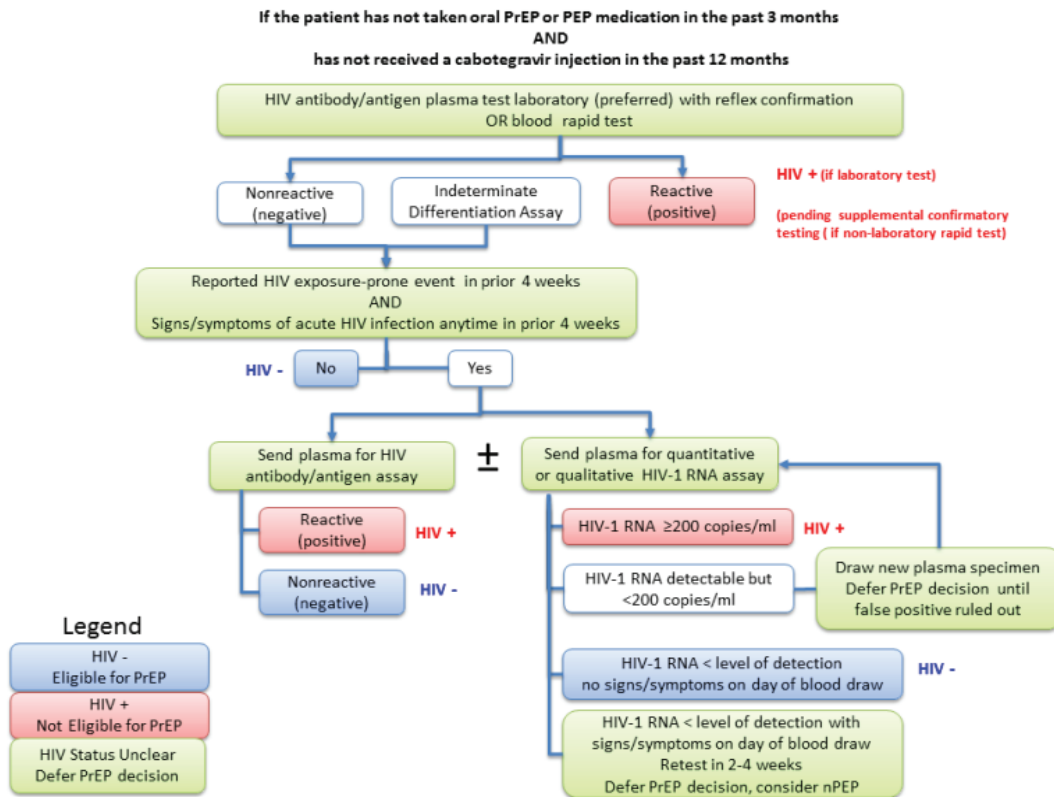 If the patient has not taken oral PrEP or PEP medication in the past 3 months
AND
has not received a cabotegravir injection in the past 12 months
HIV antibody/antigen plasma test laboratory (preferred) with reflex confirmation
OR blood rapid test
Nonreactive
(negative)
Indeterminate
Differentiation Assay
Reactive
(positive)
HIV + (if laboratory test)
(pending supplemental confirmatory
testing ( if non-laboratory rapid test)
Reported HIV exposure-prone event in prior 4 weeks
AND
Signs/symptoms of acute HIV infection anytime in prior 4 weeks
HIV -
No
Yes
Send plasma for HIV
antibody/antigen assay
±
Send plasma for quantitative
or qualitative HIV-1 RNA assay
Reactive
(positive)
HIV +
Nonreactive
(negative)
HIV -
HIV-1 RNA ≥200 copies/ml
HIV +
HIV-1 RNA detectable but
<200 copies/ml
Draw new plasma specimen
Defer PrEP decision until
false positive ruled out
HIV-1 RNA < level of detection
no signs/symptoms on day of blood draw
HIV -
HIV-1 RNA < level of detection with
signs/symptoms on day of blood draw
Retest in 2-4 weeks
Defer PrEP decision, consider nPEP
Legend
HIV -
Eligible for PrEP
HIV +
Not Eligible for PrEP
HIV Status Unclear
Defer PrEP decision